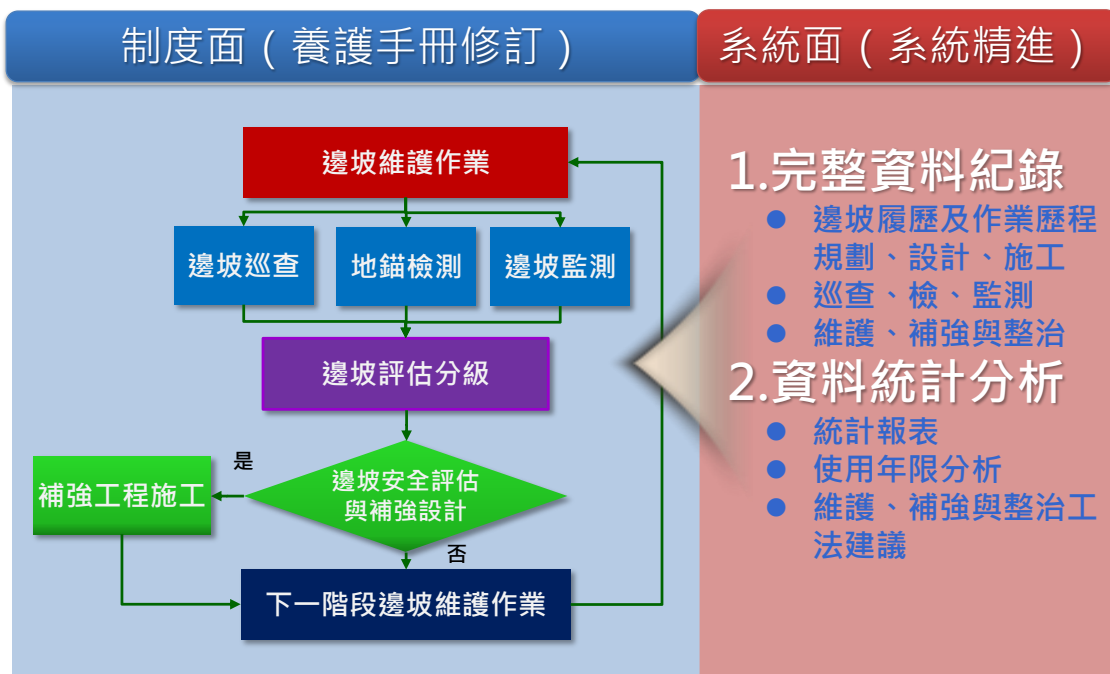 制度面（養護手冊修訂）
邊坡維護作業
邊坡巡查
地錨檢測
邊坡監測
邊坡評估分級
是
邊坡安全評估
與補強設計
補強工程施工
否
下一階段邊坡維護作業
系統面（系統精進）
1.完整資料紀錄
● 邊坡履歷及作業歷程
規劃、設計、施工
● 巡查、檢、監測
● 維護、補強與整治
2.資料統計分析
● 統計報表
● 使用年限分析
● 維護、補強與整治工
法建議